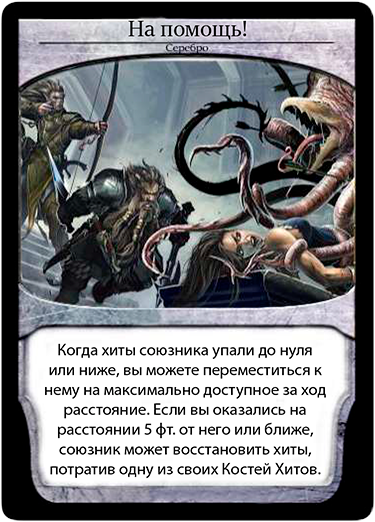 На помощь!
Серебро
Когда хиты союзника упали до нуля
или ниже, вы можете переместиться к
нему на максимально доступное за ход
расстояние. Если вы оказались на
расстоянии 5 фт. от него или ближе,
союзник может восстановить хиты,
потратив одну из своих Костей Хитов.